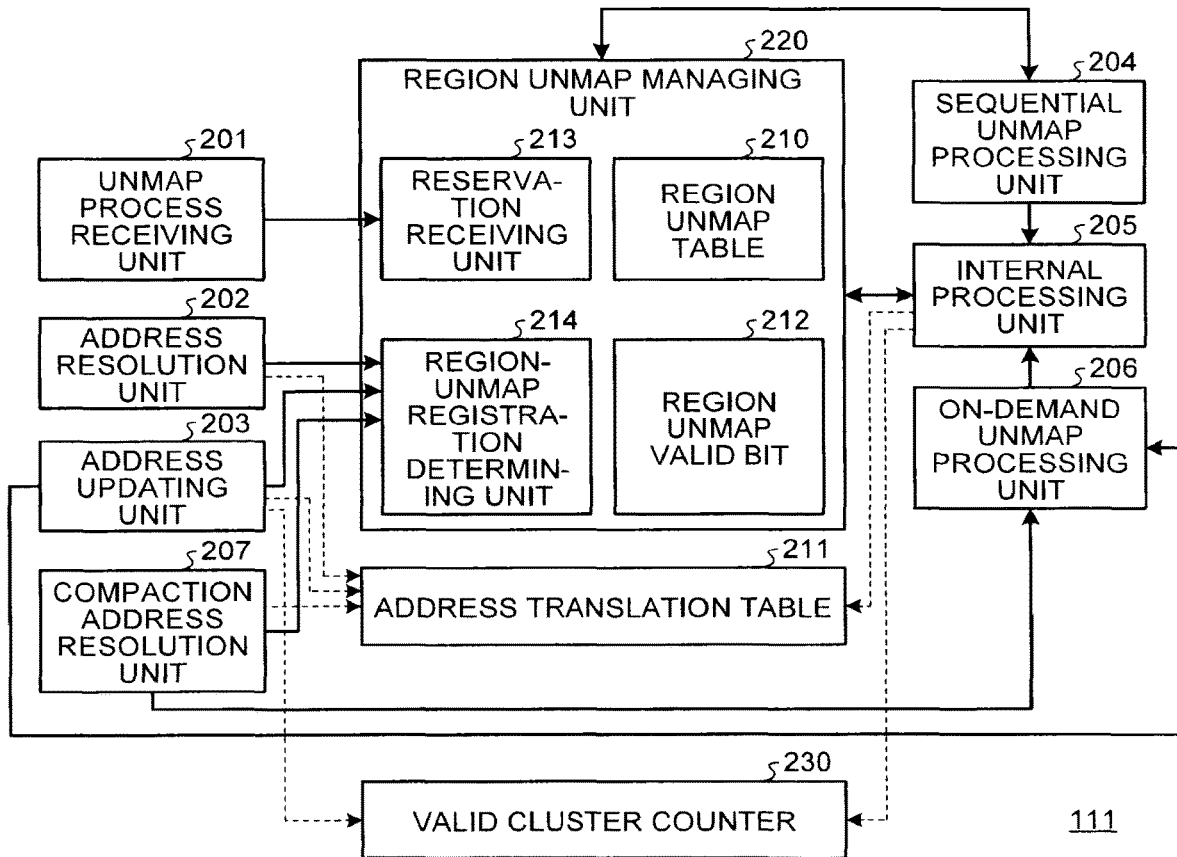 220
REGION UNMAP MANAGING
UNIT
204
SEQUENTIAL
UNMAP
PROCESSING
UNIT
201
UNMAP
PROCESS
RECEIVING
UNIT
213
RESERVA-
TION
RECEIVING
UNIT
210
REGION
UNMAP
TABLE
205
INTERNAL
PROCESSING
UNIT
202
ADDRESS
RESOLUTION
UNIT
214
REGION-
UNMAP
REGISTRA-
TION
DETERMIN-
ING UNIT
212
REGION
UNMAP
VALID BIT
206
ON-DEMAND
UNMAP
PROCESSING
UNIT
203
ADDRESS
UPDATING
UNIT
207
COMPACTION
ADDRESS
RESOLUTION
UNIT
211
ADDRESS TRANSLATION TABLE
230
VALID CLUSTER COUNTER
111